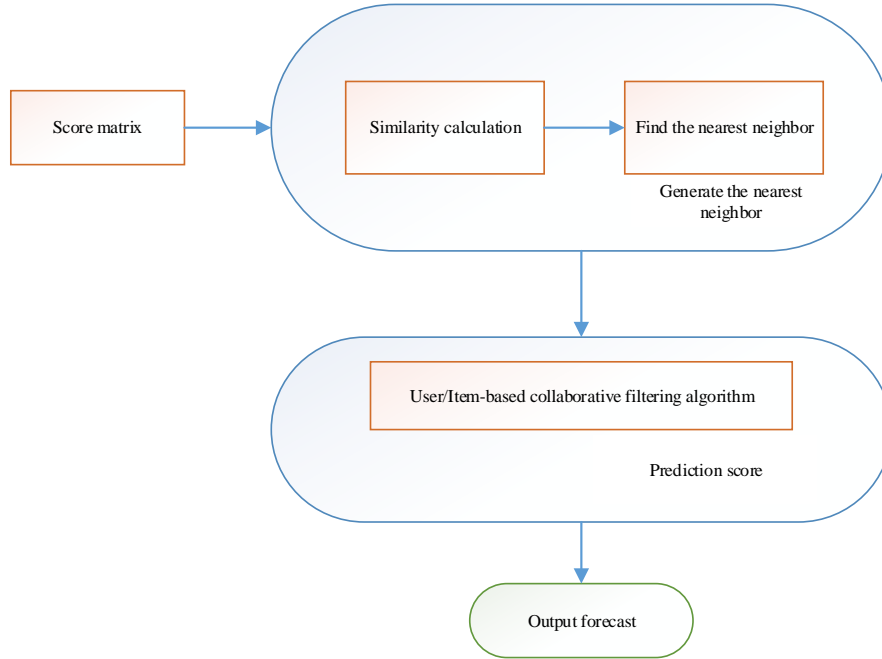 Score matrix
Similarity calculation
Find the nearest neighbor
Generate the nearest
neighbor
User/Item-based collaborative filtering algorithm
Prediction score
Output forecast